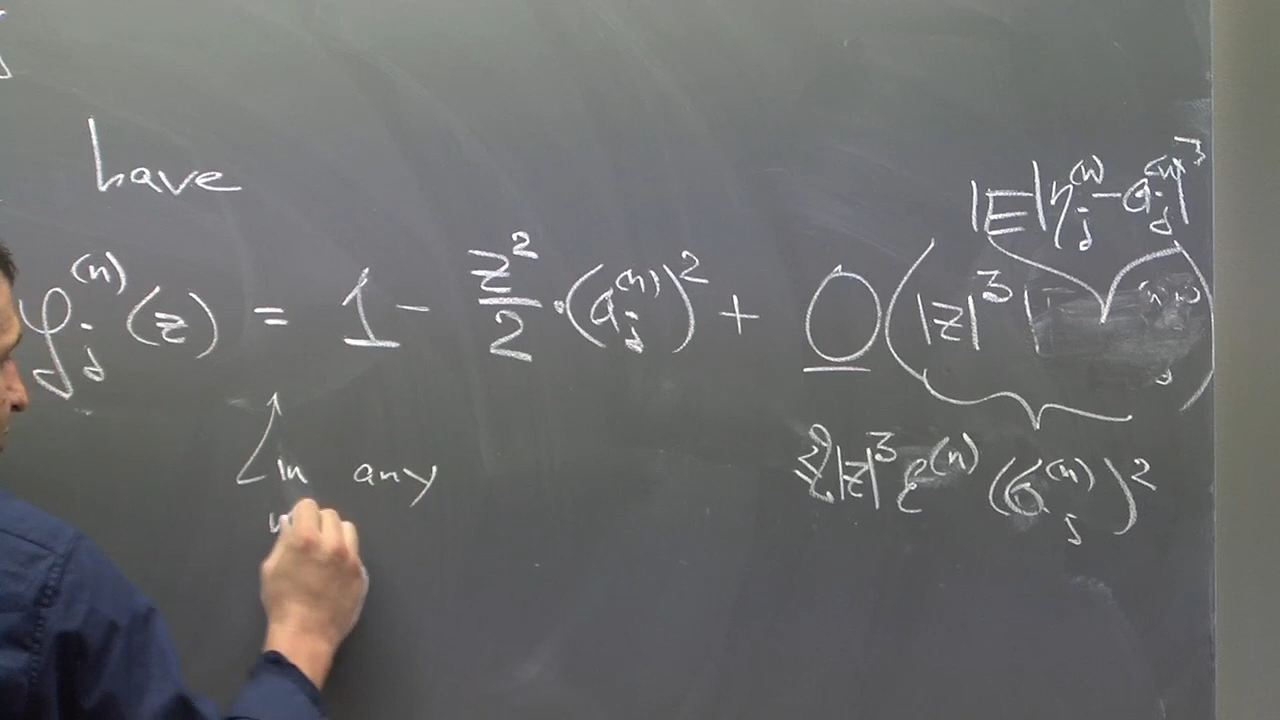 have
|E|η_j^(n) − a_j^(n)|^3
φ_j^(n)(z) = 1 − z^2/2 · (a_j^(n))^2 + O(|z|^3
in any
|z|^3 ε^(n) (σ_j^(n))^2